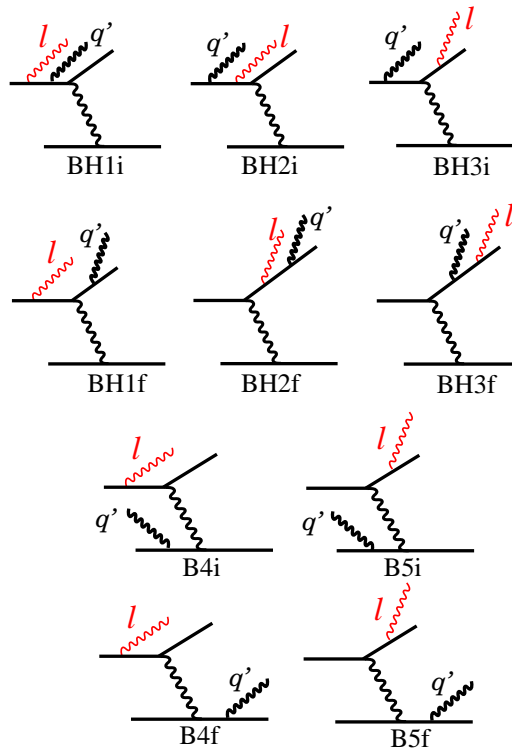 l q’ q’ l q’ l
BH1i BH2i BH3i
l q’ l q’ q’ l
BH1f BH2f BH3f
l l
q’ q’
B4i B5i
l l
q’ q’
B4f B5f